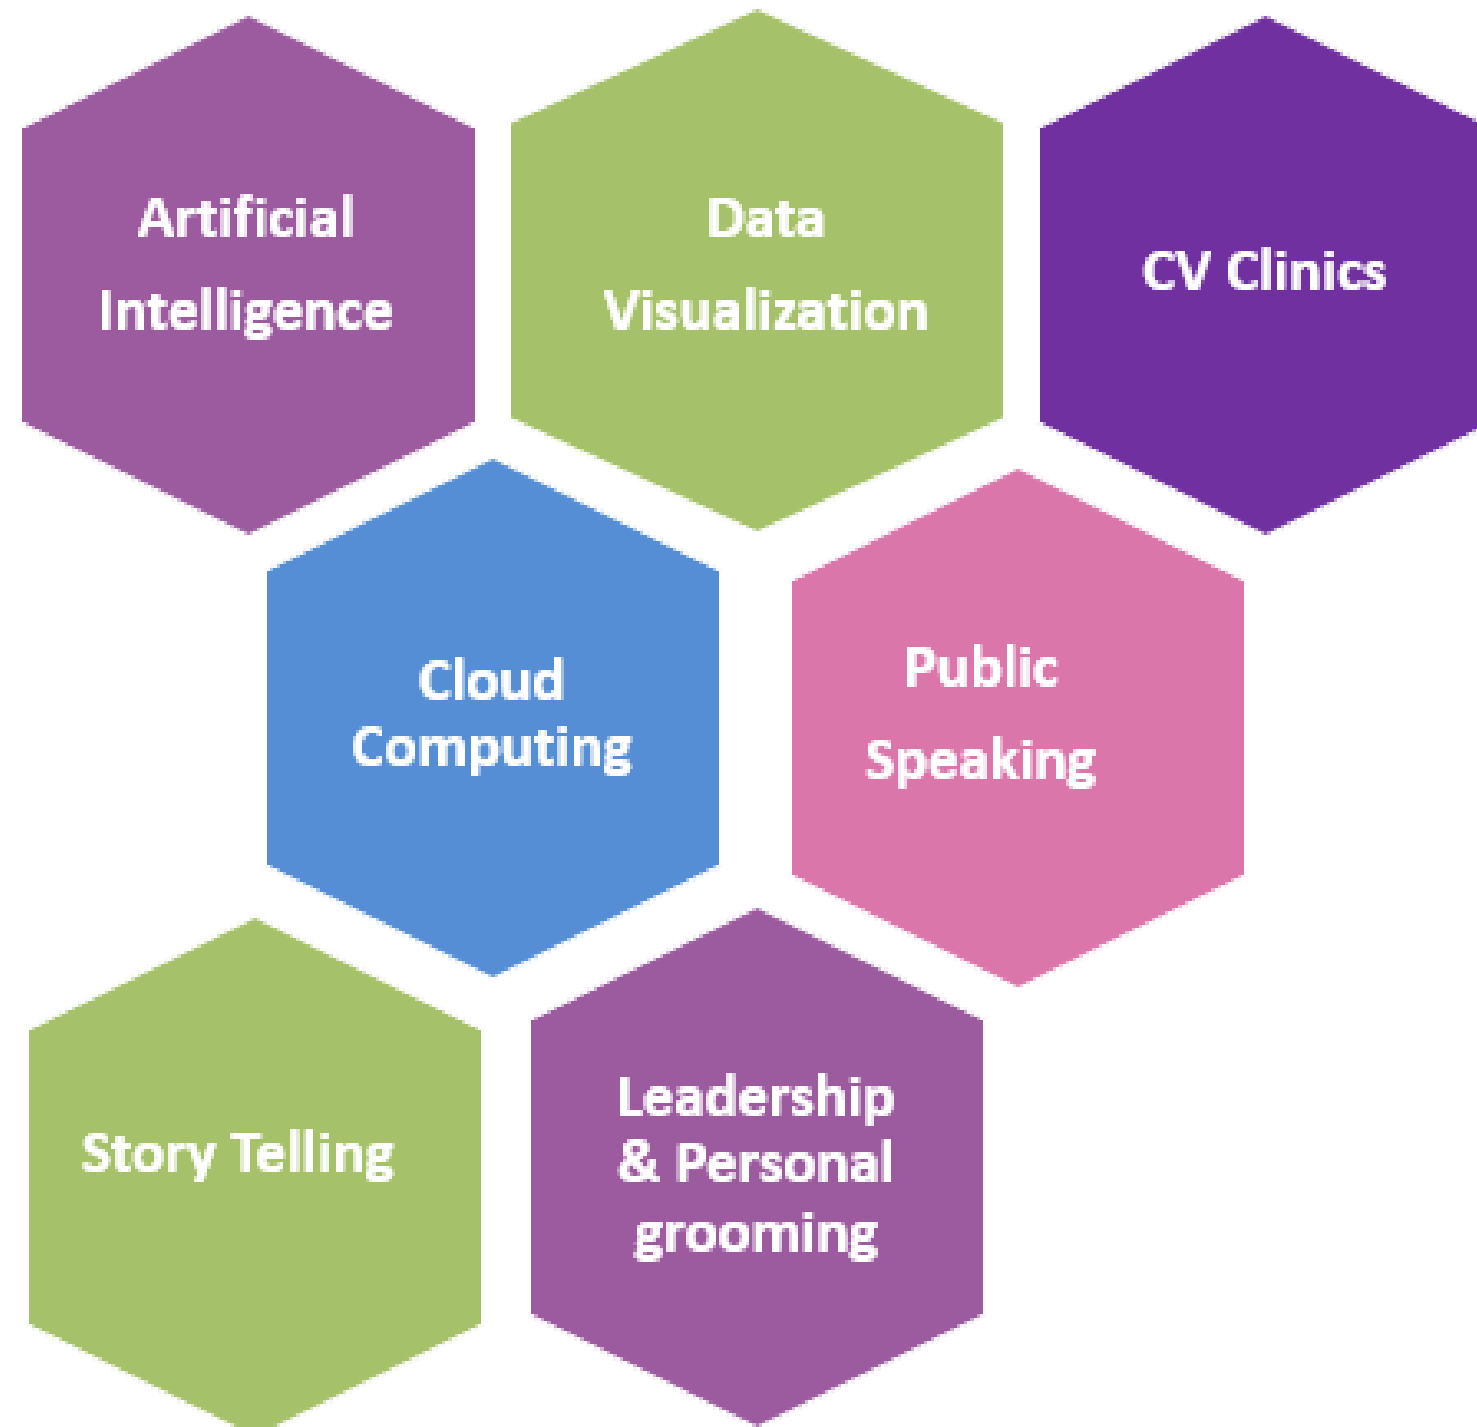 Artificial
Intelligence
Data
Visualization
CV Clinics
Cloud
Computing
Public
Speaking
Story Telling
Leadership
& Personal
grooming